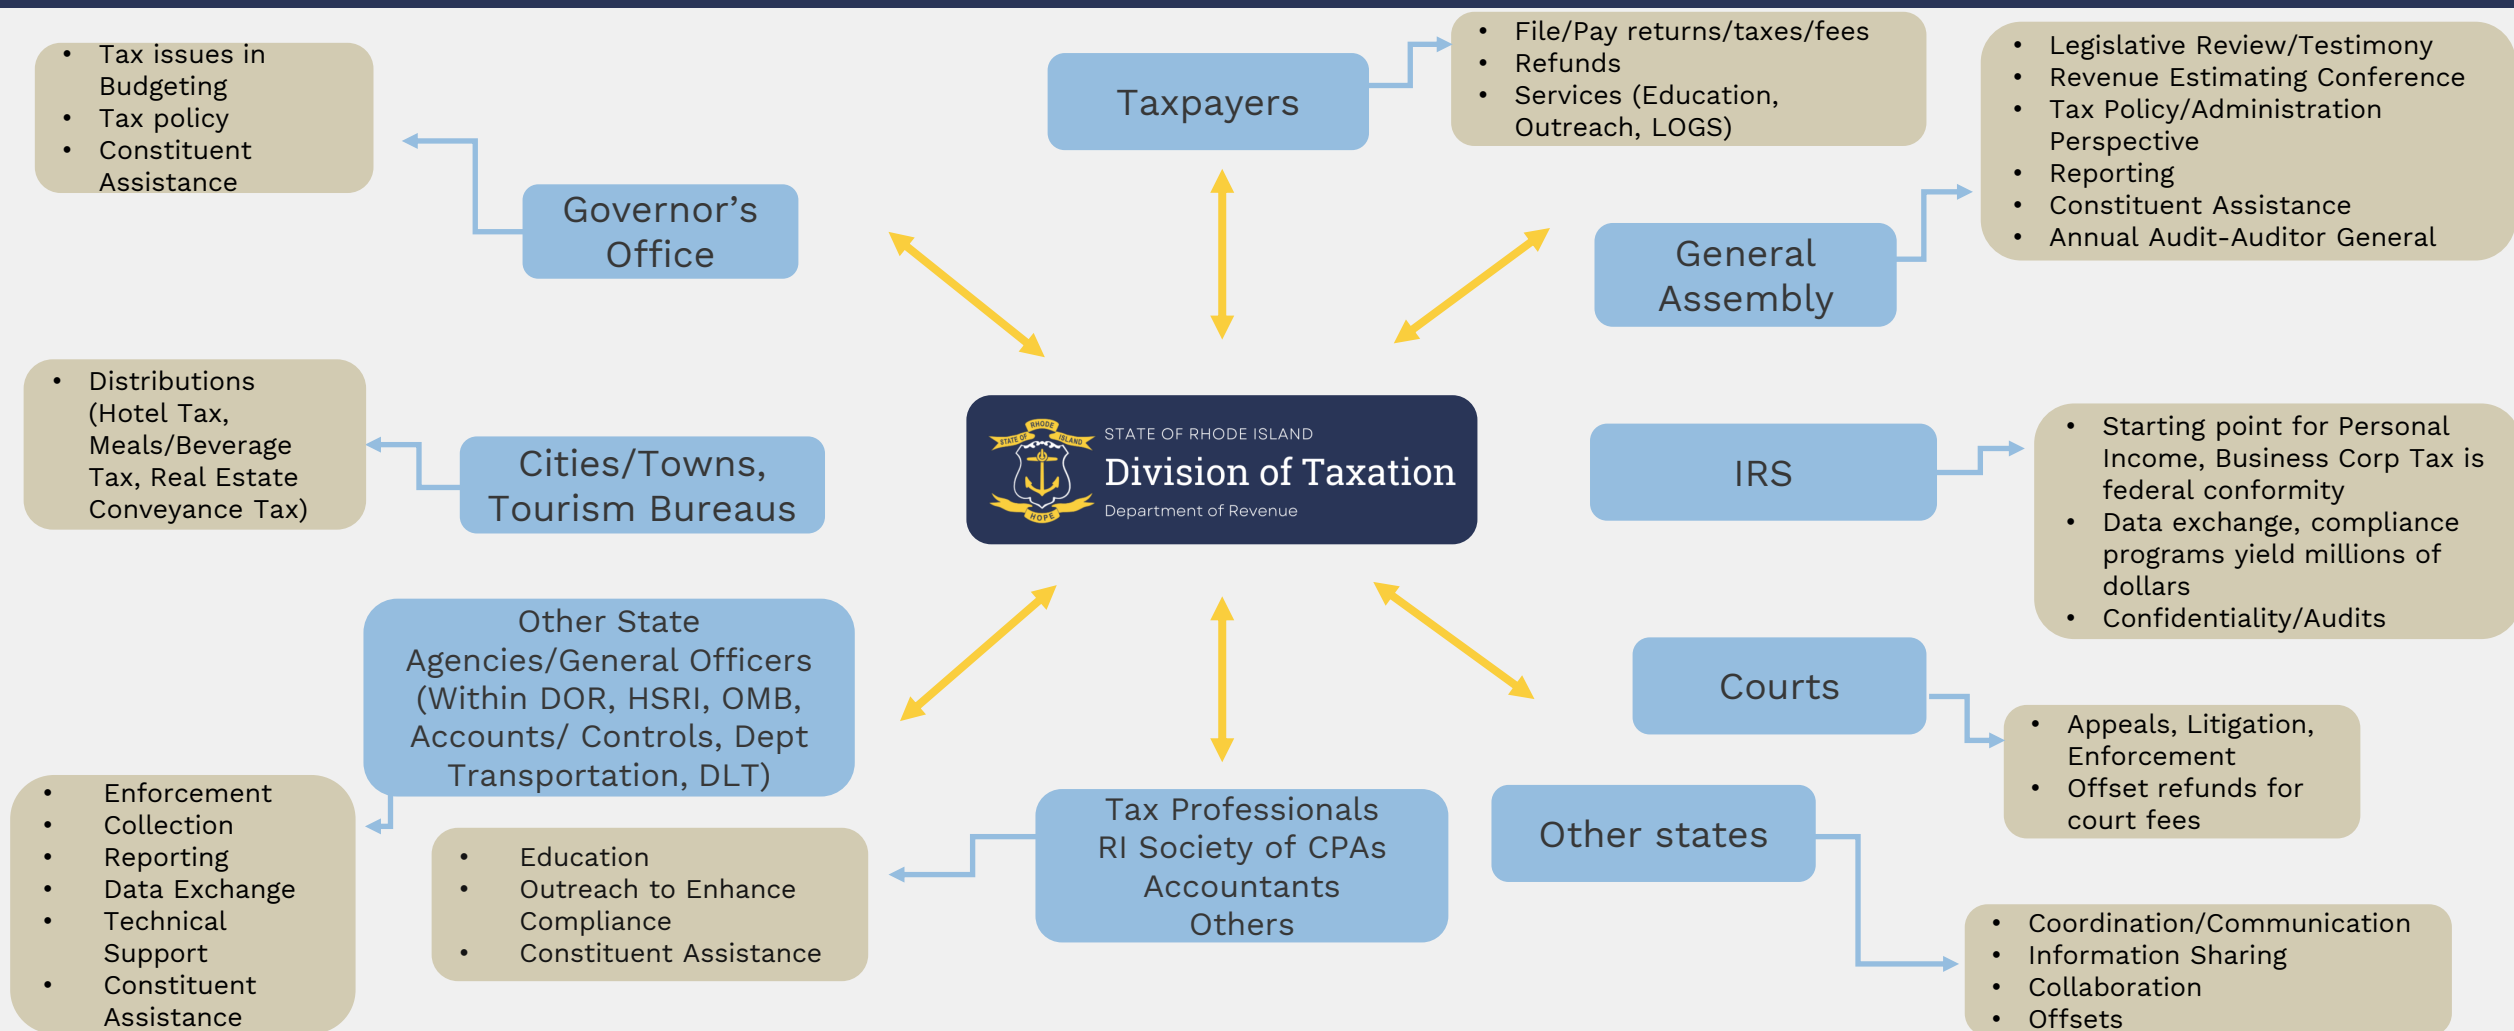 • Tax issues in
Budgeting
• Tax policy
• Constituent
Assistance
Governor’s
Office
Taxpayers
• File/Pay returns/taxes/fees
• Refunds
• Services (Education,
Outreach, LOGS)
• Legislative Review/Testimony
• Revenue Estimating Conference
• Tax Policy/Administration
Perspective
• Reporting
• Constituent Assistance
• Annual Audit-Auditor General
General
Assembly
• Distributions
(Hotel Tax,
Meals/Beverage
Tax, Real Estate
Conveyance Tax)
Cities/Towns,
Tourism Bureaus
STATE OF RHODE ISLAND
HOPE
STATE OF RHODE ISLAND
Division of Taxation
Department of Revenue
IRS
• Starting point for Personal
Income, Business Corp Tax is
federal conformity
• Data exchange, compliance
programs yield millions of
dollars
• Confidentiality/Audits
Other State
Agencies/General Officers
(Within DOR, HSRI, OMB,
Accounts/ Controls, Dept
Transportation, DLT)
• Enforcement
• Collection
• Reporting
• Data Exchange
• Technical
Support
• Constituent
Assistance
• Education
• Outreach to Enhance
Compliance
• Constituent Assistance
Tax Professionals
RI Society of CPAs
Accountants
Others
Courts
• Appeals, Litigation,
Enforcement
• Offset refunds for
court fees
Other states
• Coordination/Communication
• Information Sharing
• Collaboration
• Offsets